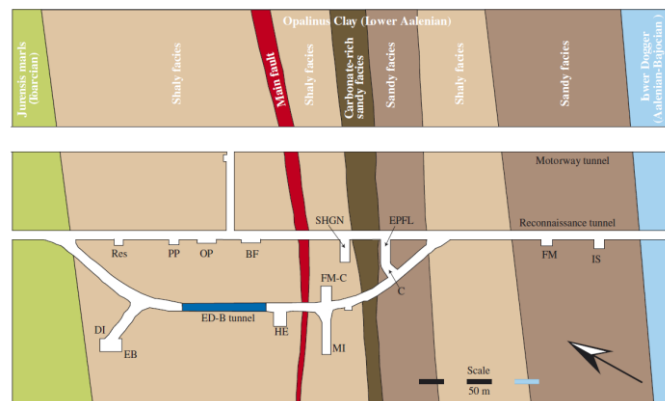 Opalinus Clay (Lower Aalenian)
Jurensis marls
(Toarcian)
Shaly facies
Main fault
Shaly facies
Carbonate-rich
sandy facies
Sandy facies
Shaly facies
Sandy facies
Lower Dogger
(Aalenian-Bajocian)
Motorway tunnel
SHGN
EPFL
Reconnaissance tunnel
Res
PP
OP
BF
FM-C
C
FM
IS
DI
EB
ED-B tunnel
HE
MI
Scale
50 m